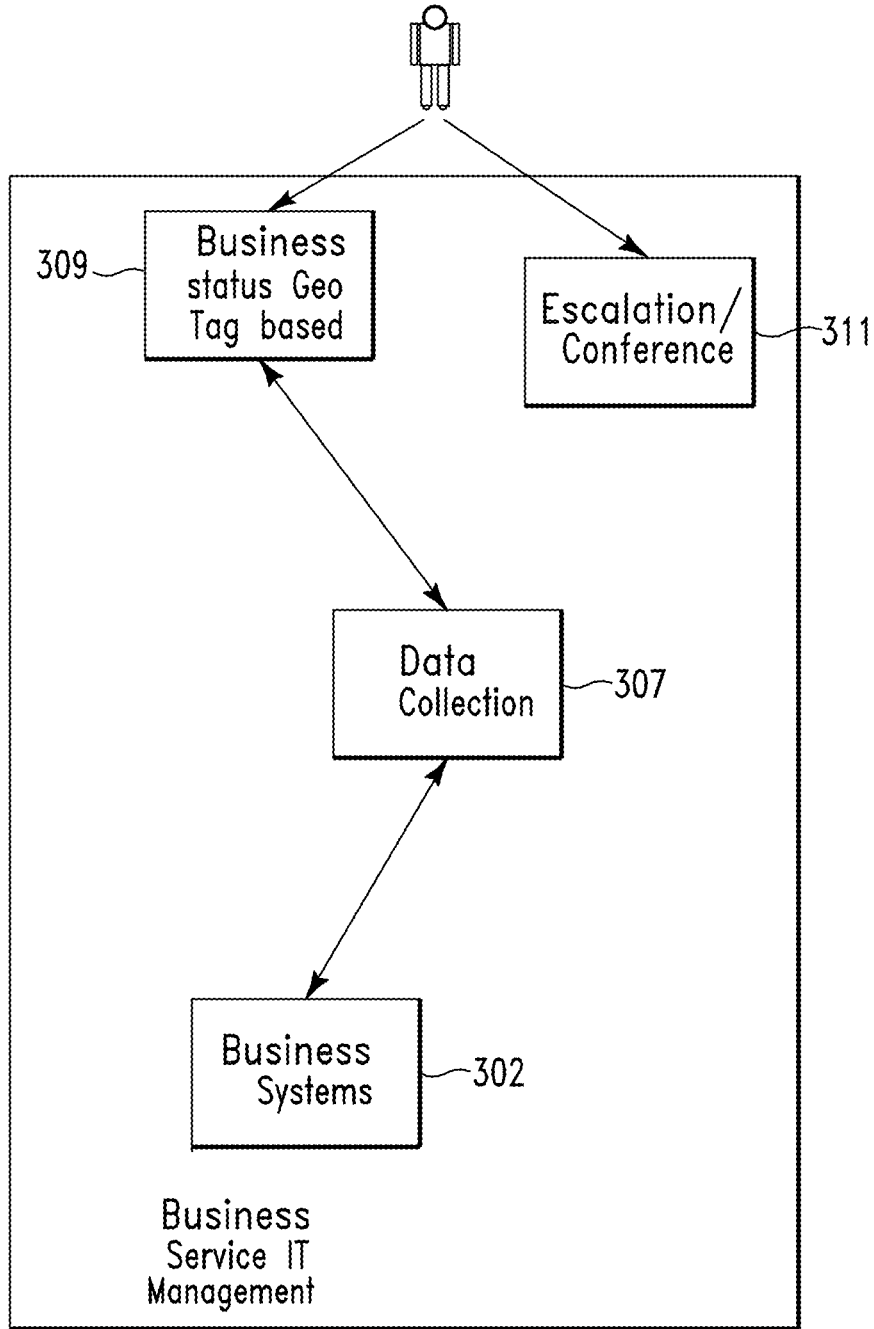 Business
status Geo
Tag based
309
Escalation/
Conference
311
Data
Collection
307
Business
Systems
302
Business
Service IT
Management